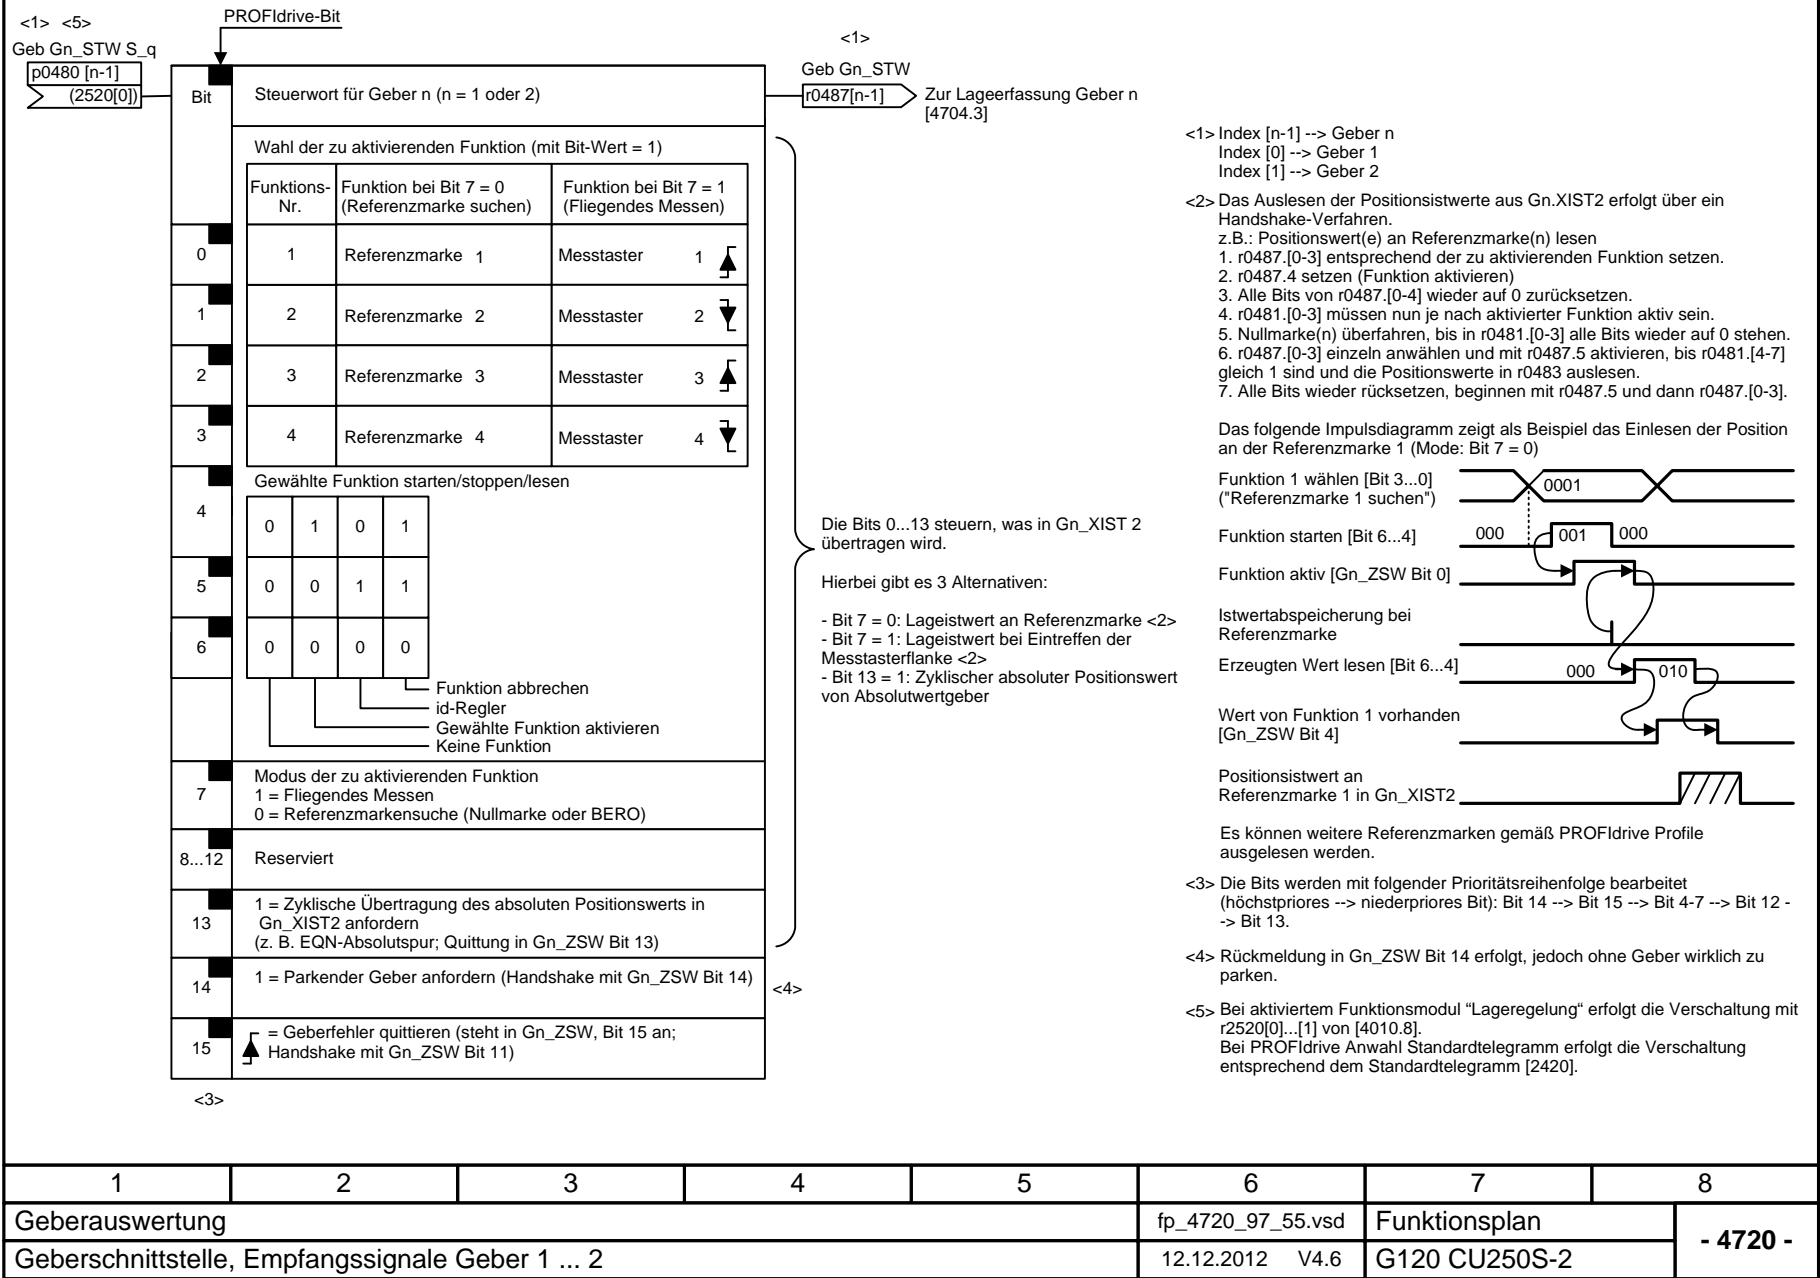 <1> <5>
PROFIdrive-Bit
Geb Gn_STW S_q
p0480 [n-1]
(2520[0])
Bit
Steuerwort für Geber n (n = 1 oder 2)
<1>
Geb Gn_STW
r0487[n-1]
Zur Lageerfassung Geber n
[4704.3]
Wahl der zu aktivierenden Funktion (mit Bit-Wert = 1)
Funktions-
Nr.
Funktion bei Bit 7 = 0
(Referenzmarke suchen)
Funktion bei Bit 7 = 1
(Fliegendes Messen)
0 1 Referenzmarke 1 Messtaster 1
1 2 Referenzmarke 2 Messtaster 2
2 3 Referenzmarke 3 Messtaster 3
3 4 Referenzmarke 4 Messtaster 4
Gewählte Funktion starten/stoppen/lesen
4 0 1 0 1
5 0 0 1 1
6 0 0 0 0
Funktion abbrechen
id-Regler
Gewählte Funktion aktivieren
Keine Funktion
7
Modus der zu aktivierenden Funktion
1 = Fliegendes Messen
0 = Referenzmarkensuche (Nullmarke oder BERO)
8...12 Reserviert
13
1 = Zyklische Übertragung des absoluten Positionswerts in
Gn_XIST2 anfordern
(z. B. EQN-Absolutspur; Quittung in Gn_ZSW Bit 13)
14
1 = Parkender Geber anfordern (Handshake mit Gn_ZSW Bit 14)
<4>
15
= Geberfehler quittieren (steht in Gn_ZSW, Bit 15 an;
Handshake mit Gn_ZSW Bit 11)
<3>
Die Bits 0...13 steuern, was in Gn_XIST 2
übertragen wird.
Hierbei gibt es 3 Alternativen:
- Bit 7 = 0: Lageistwert an Referenzmarke <2>
- Bit 7 = 1: Lageistwert bei Eintreffen der
Messtasterflanke <2>
- Bit 13 = 1: Zyklischer absoluter Positionswert
von Absolutwertgeber
<1> Index [n-1] --> Geber n
Index [0] --> Geber 1
Index [1] --> Geber 2
<2> Das Auslesen der Positionsistwerte aus Gn.XIST2 erfolgt über ein
Handshake-Verfahren.
z.B.: Positionswert(e) an Referenzmarke(n) lesen
1. r0487.[0-3] entsprechend der zu aktivierenden Funktion setzen.
2. r0487.4 setzen (Funktion aktivieren)
3. Alle Bits von r0487.[0-4] wieder auf 0 zurücksetzen.
4. r0481.[0-3] müssen nun je nach aktivierter Funktion aktiv sein.
5. Nullmarke(n) überfahren, bis in r0481.[0-3] alle Bits wieder auf 0 stehen.
6. r0487.[0-3] einzeln anwählen und mit r0487.5 aktivieren, bis r0481.[4-7]
gleich 1 sind und die Positionswerte in r0483 auslesen.
7. Alle Bits wieder rücksetzen, beginnen mit r0487.5 und dann r0487.[0-3].
Das folgende Impulsdiagramm zeigt als Beispiel das Einlesen der Position
an der Referenzmarke 1 (Mode: Bit 7 = 0)
Funktion 1 wählen [Bit 3...0]
("Referenzmarke 1 suchen")
0001
Funktion starten [Bit 6...4] 000 001 000
Funktion aktiv [Gn_ZSW Bit 0]
Istwertabspeicherung bei
Referenzmarke
Erzeugten Wert lesen [Bit 6...4] 000 010
Wert von Funktion 1 vorhanden
[Gn_ZSW Bit 4]
Positionsistwert an
Referenzmarke 1 in Gn_XIST2
Es können weitere Referenzmarken gemäß PROFIdrive Profile
ausgelesen werden.
<3> Die Bits werden mit folgender Prioritätsreihenfolge bearbeitet
(höchstpriores --> niederpriores Bit): Bit 14 --> Bit 15 --> Bit 4-7 --> Bit 12 -
-> Bit 13.
<4> Rückmeldung in Gn_ZSW Bit 14 erfolgt, jedoch ohne Geber wirklich zu
parken.
<5> Bei aktiviertem Funktionsmodul “Lageregelung“ erfolgt die Verschaltung mit
r2520[0]...[1] von [4010.8].
Bei PROFIdrive Anwahl Standardtelegramm erfolgt die Verschaltung
entsprechend dem Standardtelegramm [2420].
1 2 3 4 5 6 7 8
Geberauswertung fp_4720_97_55.vsd Funktionsplan
- 4720 -
Geberschnittstelle, Empfangssignale Geber 1 ... 2 12.12.2012 V4.6 G120 CU250S-2